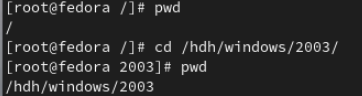 [root@fedora /]# pwd
/
[root@fedora /]# cd /hdh/windows/2003/
[root@fedora 2003]# pwd
/hdh/windows/2003